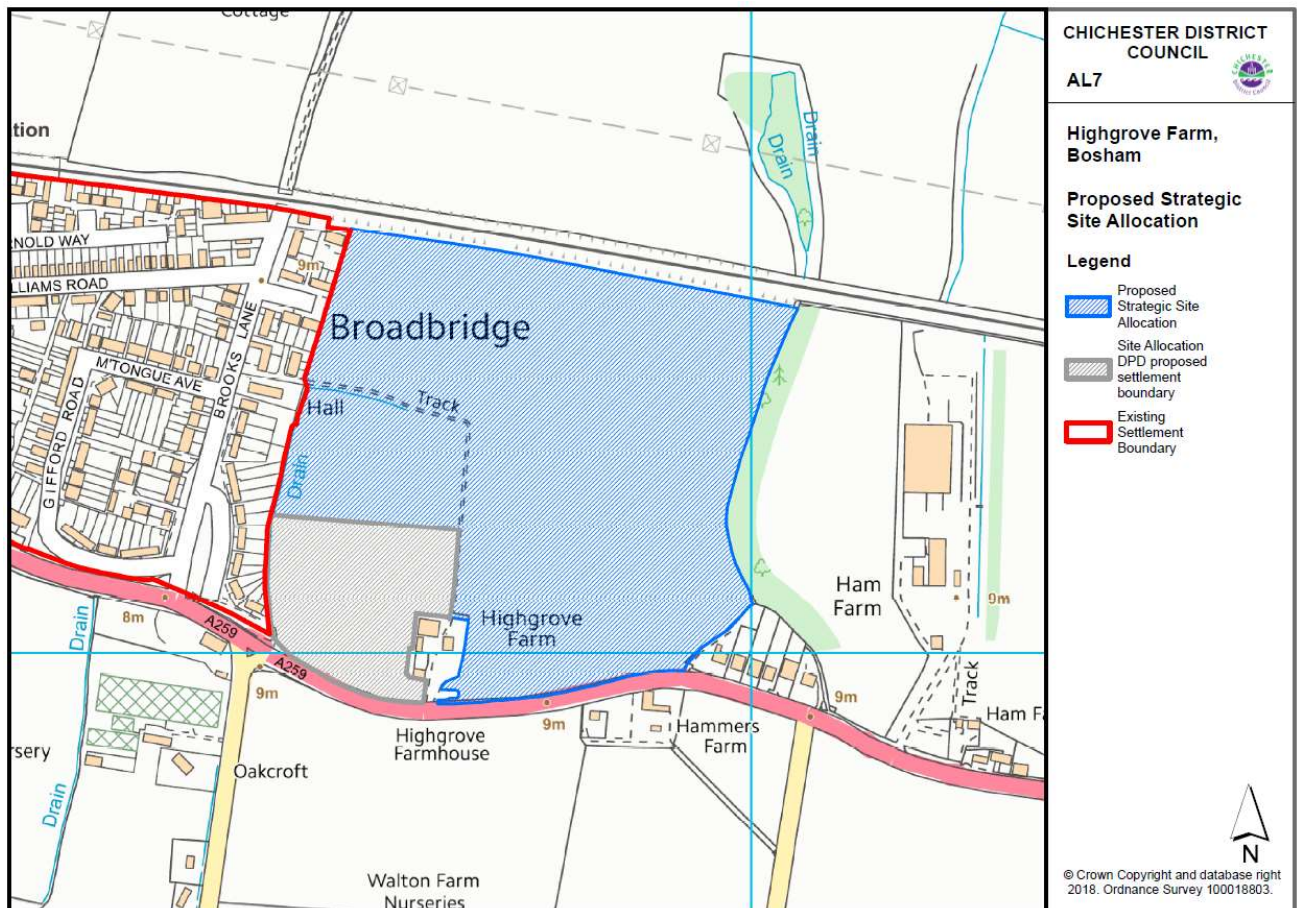 Cottage
tion
ARNOLD WAY
LLIAMS ROAD
9m
BROOKS LANE
M'TONGUE AVE
GIFFORD ROAD
Broadbridge
Hall
Track
Drain
Drain
Drain
Highgrove
Farm
Ham
Farm
9m
Track
Ham Fa
8m
A259
A259
9m
Drain
Drain
rsery
Oakcroft
Highgrove
Farmhouse
9m
Hammers
Farm
9m
Walton Farm
Nurseries
CHICHESTER DISTRICT
COUNCIL
AL7
Highgrove Farm,
Bosham
Proposed Strategic
Site Allocation
Legend
Proposed
Strategic Site
Allocation
Site Allocation
DPD proposed
settlement
boundary
Existing
Settlement
Boundary
N
© Crown Copyright and database right
2018. Ordnance Survey 100018803.